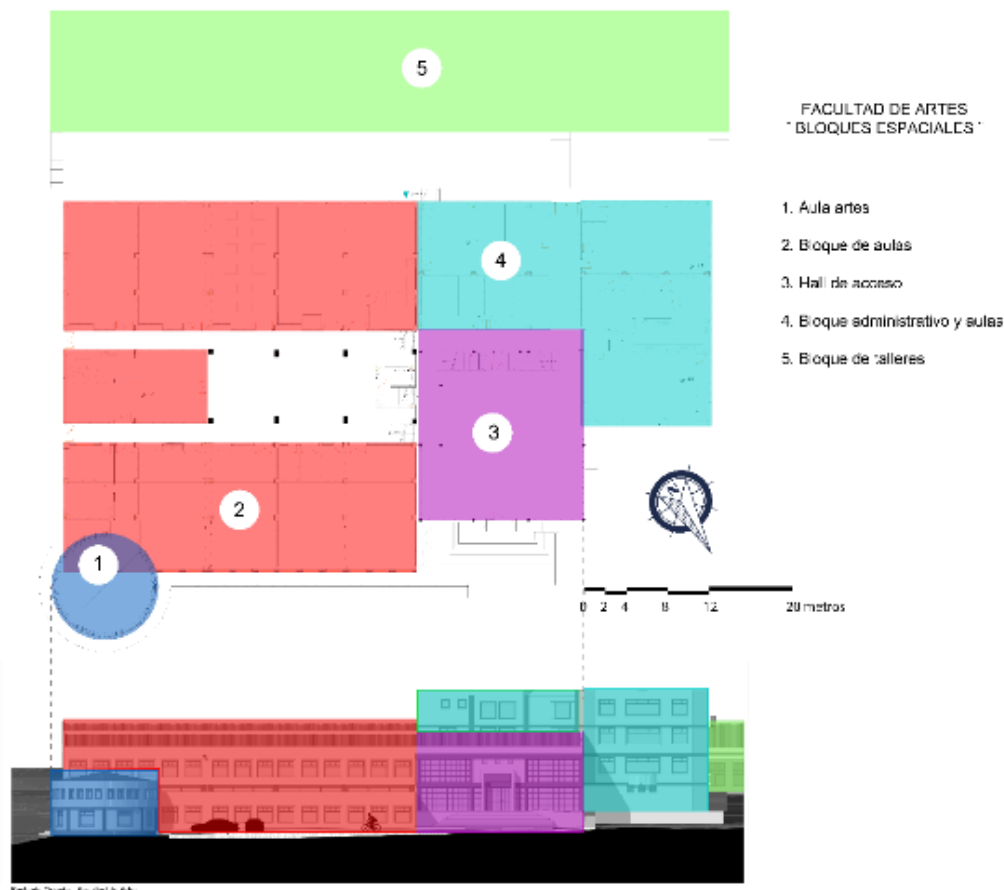 5
FACULTAD DE ARTES
" BLOQUES ESPACIALES "
1. Aula artes
4
2. Bloque de aulas
3. Hall de acceso
4. Bloque administrativo y aulas
5. Bloque de talleres
3
2
1
0 2 4 8 12 20 metros